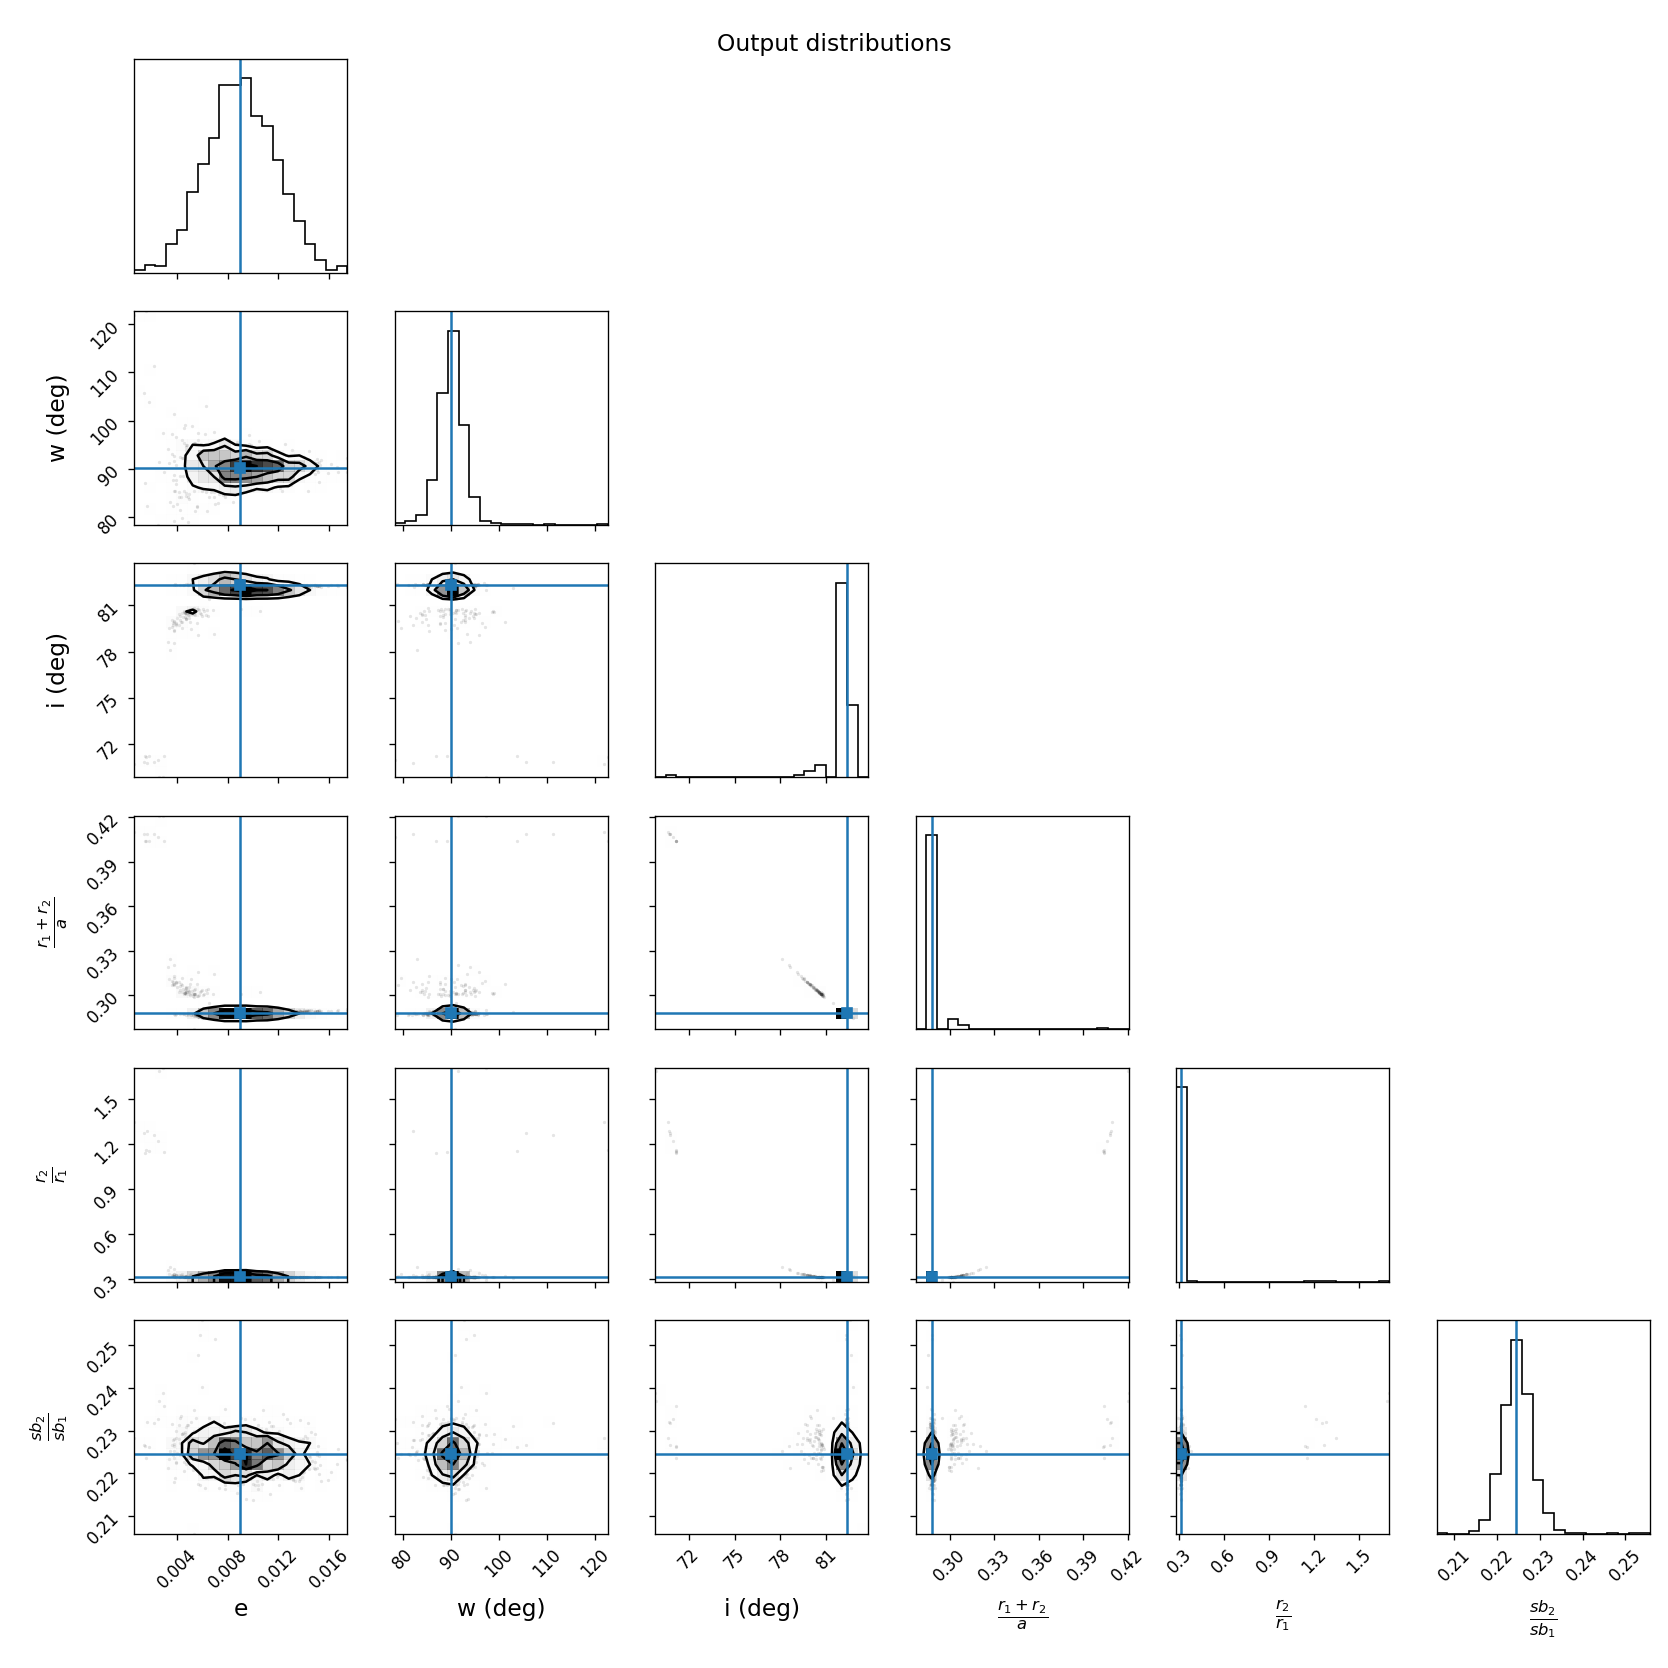 Output distributions
120
110
100
90
80
w (deg)
81
78
75
72
i (deg)
0.42
0.39
0.36
0.33
0.30
r₁ + r₂
a
1.5
1.2
0.9
0.6
0.3
r₂
r₁
0.25
0.24
0.23
0.22
0.21
sb₂
sb₁
0.004 0.008 0.012 0.016 80 90 100 110 120 72 75 78 81 0.30 0.33 0.36 0.39 0.42 0.3 0.6 0.9 1.2 1.5 0.21 0.22 0.23 0.24 0.25
e w (deg) i (deg)
r₁ + r₂
a
r₂
r₁
sb₂
sb₁